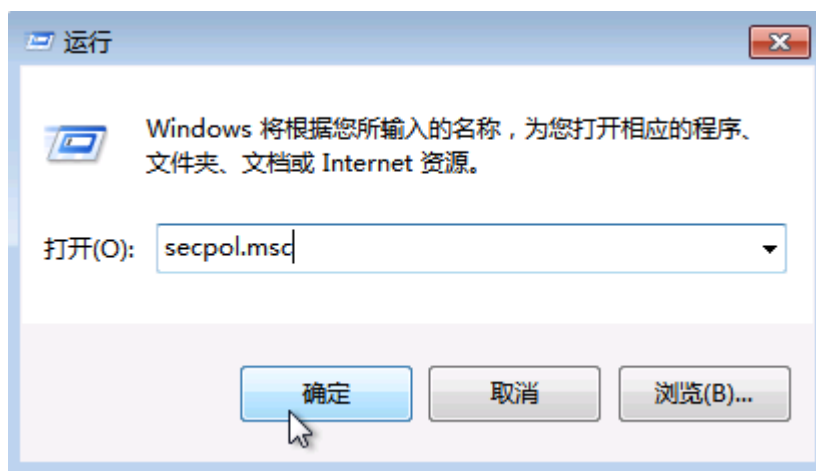 运行
Windows 将根据您所输入的名称，为您打开相应的程序、
文件夹、文档或 Internet 资源。
打开(O): secpol.msc
确定 取消 浏览(B)...